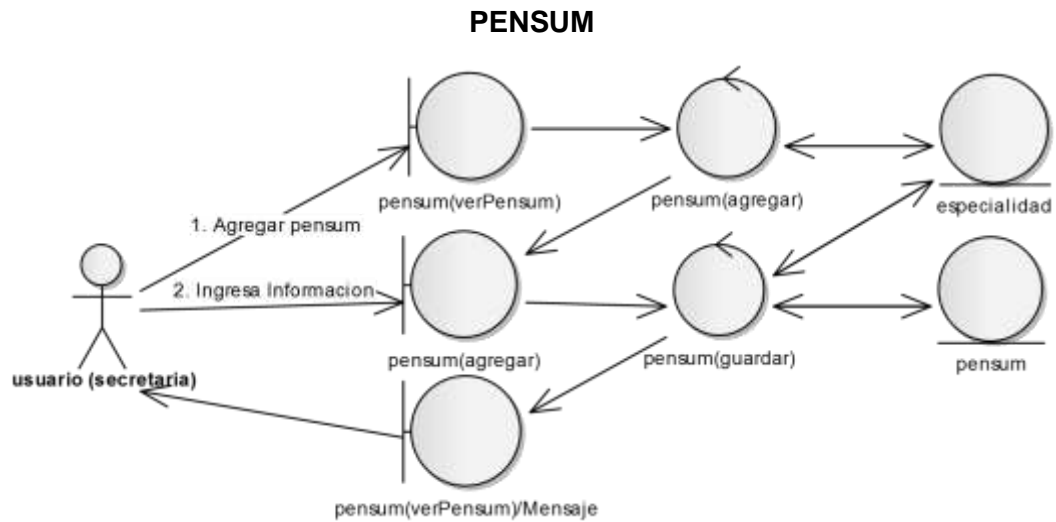 PENSUM
pensum(verPensum)
pensum(agregar)
especialidad
1. Agregar pensum
2. Ingresa Informacion
pensum(agregar)
pensum(guardar)
pensum
usuario (secretaria)
pensum(verPensum)/Mensaje